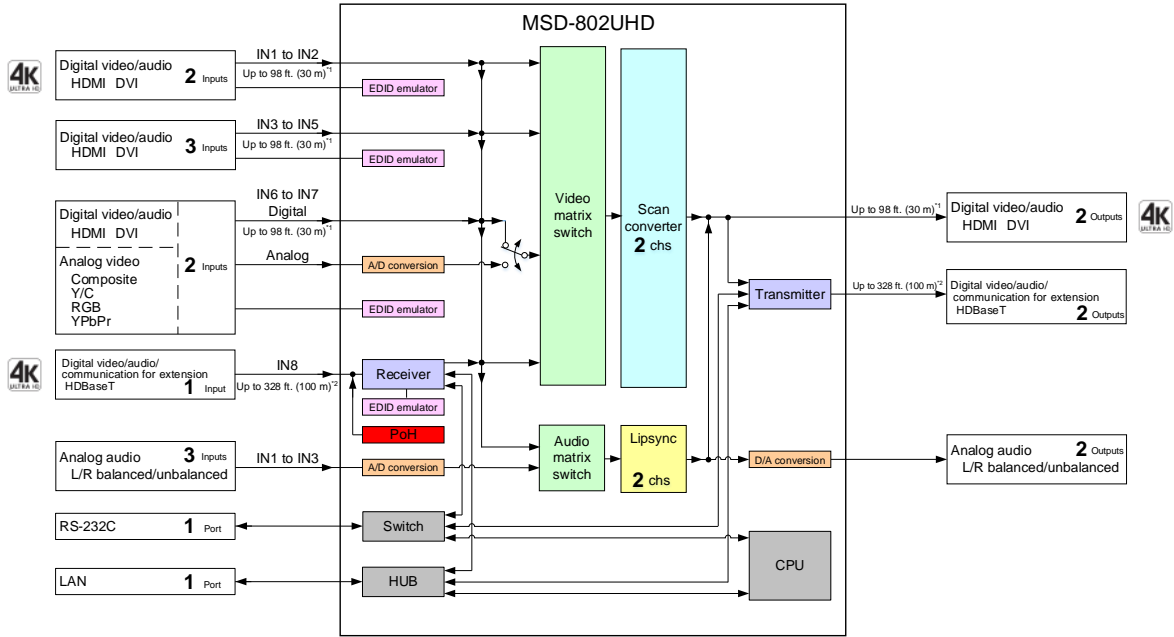 MSD-802UHD
4K
ULTRA HD
Digital video/audio
HDMI DVI
2 Inputs
IN1 to IN2
Up to 98 ft. (30 m)*1
EDID emulator
Digital video/audio
HDMI DVI
3 Inputs
IN3 to IN5
Up to 98 ft. (30 m)*1
EDID emulator
Digital video/audio
HDMI DVI
Analog video
Composite
Y/C
RGB
YPbPr
2 Inputs
IN6 to IN7
Digital
Up to 98 ft. (30 m)*1
Analog
A/D conversion
EDID emulator
4K
ULTRA HD
Digital video/audio/
communication for extension
HDBaseT
1 Input
IN8
Up to 328 ft. (100 m)*2
Receiver
EDID emulator
PoH
Analog audio
L/R balanced/unbalanced
3 Inputs
IN1 to IN3
A/D conversion
RS-232C
1 Port
Switch
LAN
1 Port
HUB
Video
matrix
switch
Scan
converter
2 chs
Audio
matrix
switch
Lipsync
2 chs
Transmitter
D/A conversion
CPU
Up to 98 ft. (30 m)*1
Digital video/audio
HDMI DVI
2 Outputs
4K
ULTRA HD
Up to 328 ft. (100 m)*2
Digital video/audio/
communication for extension
HDBaseT
2 Outputs
Analog audio
L/R balanced/unbalanced
2 Outputs